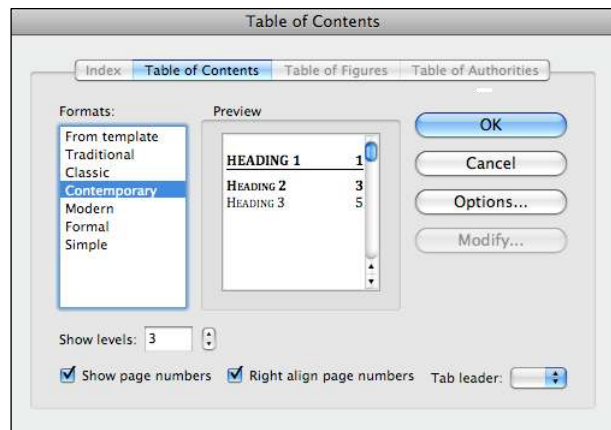 Table of Contents
Index Table of Contents Table of Figures Table of Authorities
Formats:
Preview
From template
Traditional
Classic
Contemporary
Modern
Formal
Simple
HEADING 1 1
HEADING 2 3
HEADING 3 5
OK
Cancel
Options...
Modify...
Show levels: 3
Show page numbers Right align page numbers Tab leader: